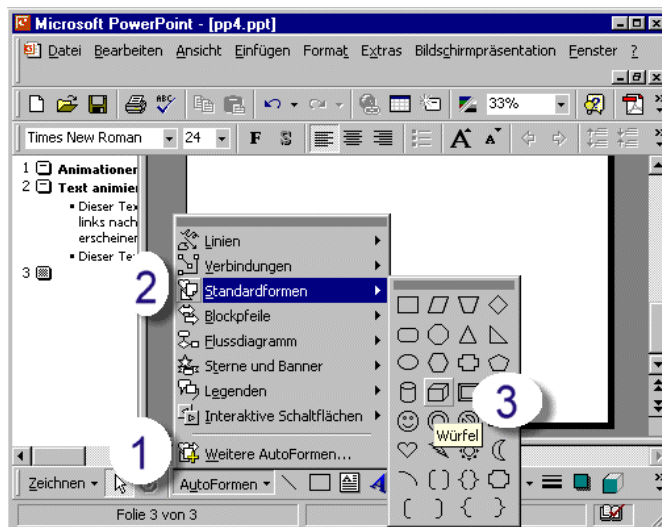 Microsoft PowerPoint - [pp4.ppt]
Datei Bearbeiten Ansicht Einfügen Format Extras Bildschirmpräsentation Fenster ?
ABC 33%
Times New Roman 24 F S A A
1 Animationen
2 Text animie
Dieser Tex
links nach
erscheinen
Dieser Te
3
Linien
Verbindungen
2 Standardformen
Blockpfeile
Flussdiagramm
Sterne und Banner
Legenden
3
Interaktive Schaltflächen
Würfel
1 Weitere AutoFormen...
Zeichnen AutoFormen A
Folie 3 von 3